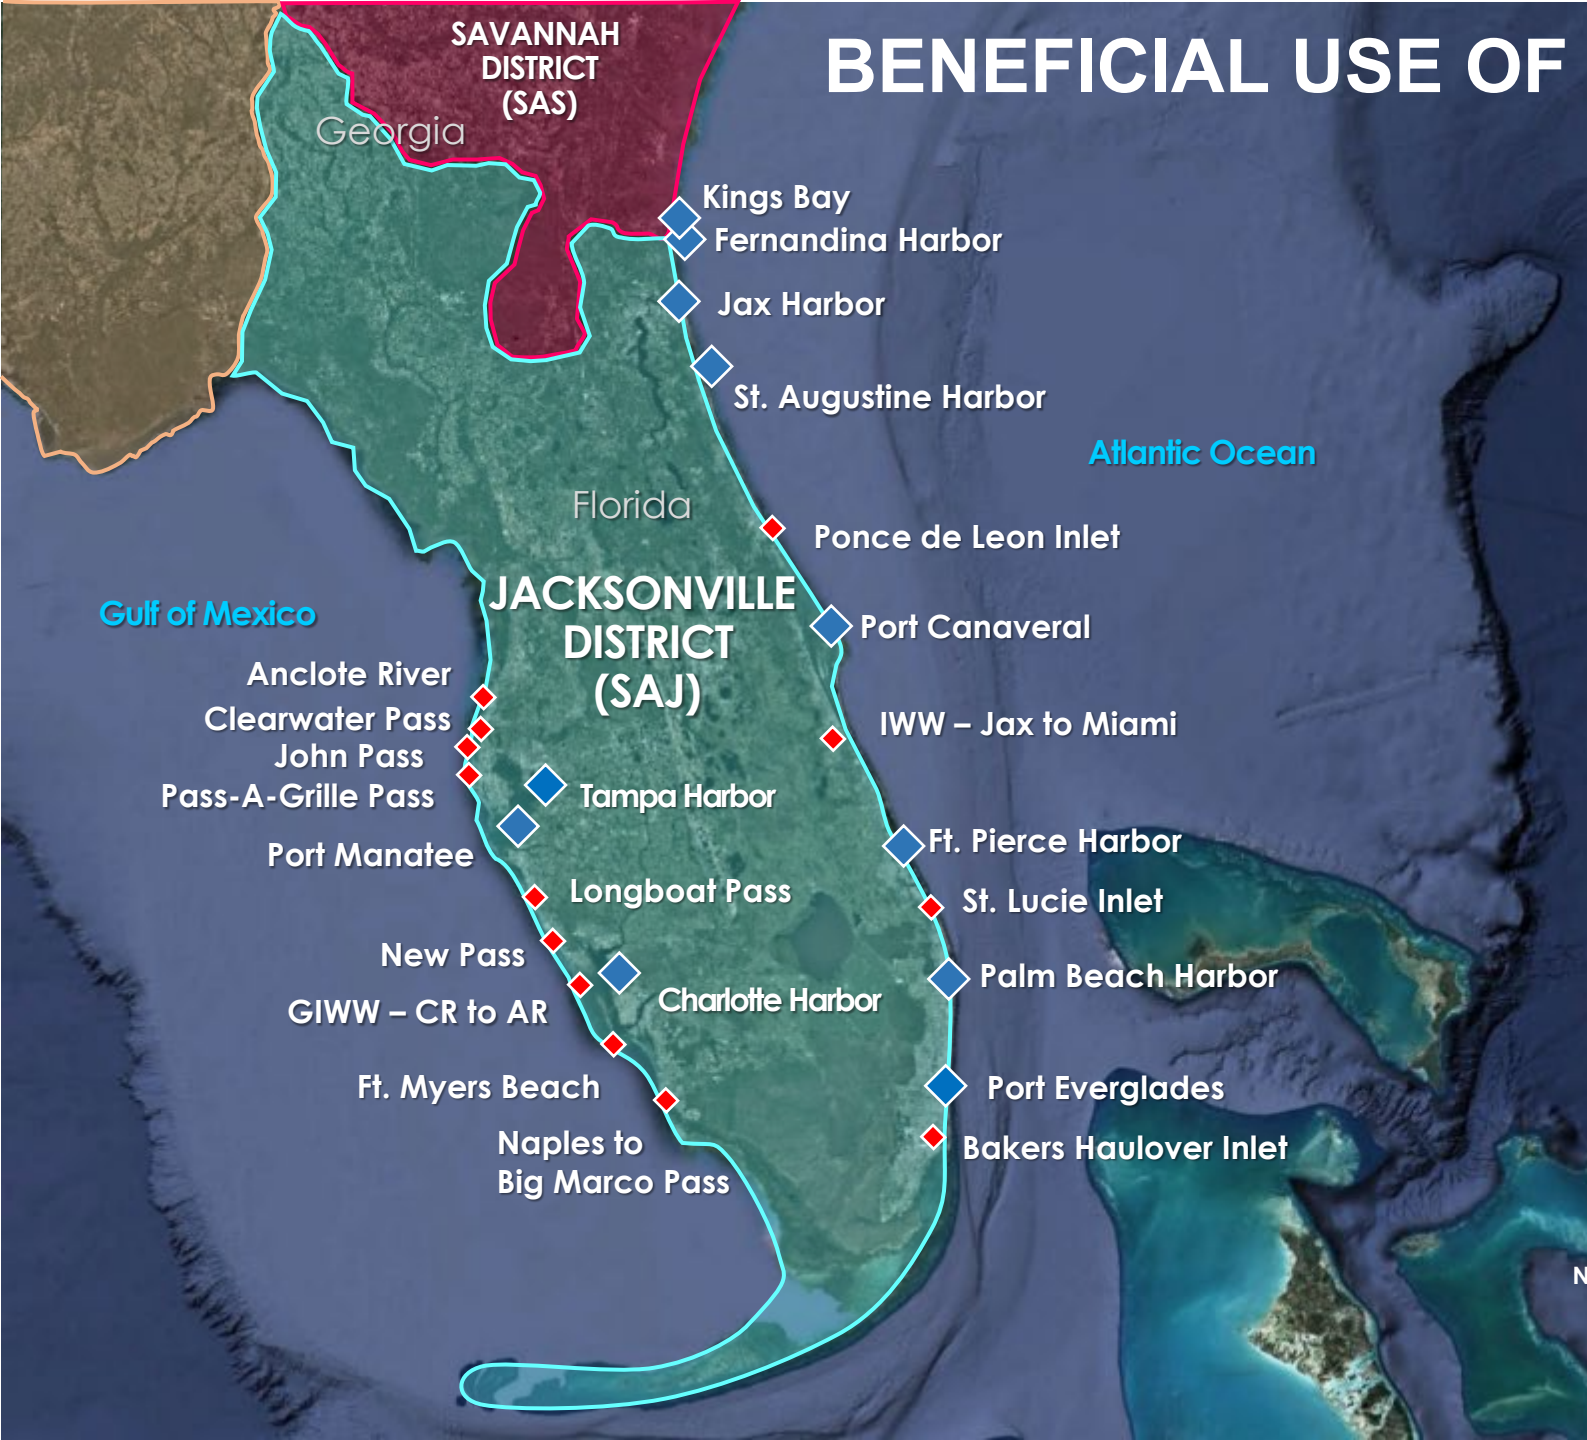 SAVANNAH
DISTRICT
(SAS)
BENEFICIAL USE OF
Georgia
Kings Bay
Fernandina Harbor
Jax Harbor
St. Augustine Harbor
Atlantic Ocean
Florida
Ponce de Leon Inlet
JACKSONVILLE
DISTRICT
(SAJ)
Gulf of Mexico
Port Canaveral
Anclote River
Clearwater Pass
IWW – Jax to Miami
John Pass
Pass-A-Grille Pass
Tampa Harbor
Port Manatee
Ft. Pierce Harbor
Longboat Pass
St. Lucie Inlet
New Pass
Palm Beach Harbor
GIWW – CR to AR
Charlotte Harbor
Ft. Myers Beach
Port Everglades
Naples to
Big Marco Pass
Bakers Haulover Inlet
N